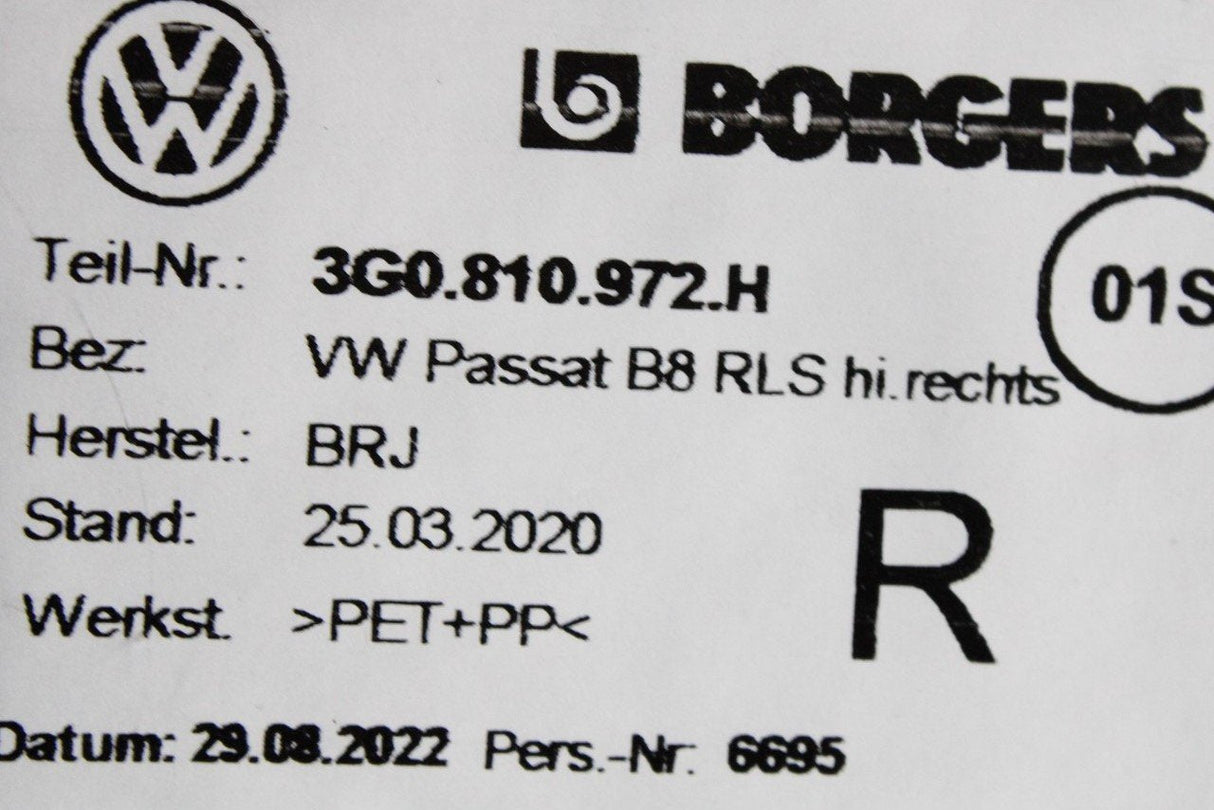 VW
BORGERS
Teil-Nr.: 3G0.810.972.H
01S
Bez: VW Passat B8 RLS hi.rechts
Herstel.: BRJ
Stand: 25.03.2020
R
Werkst. >PET+PP<
Datum: 29.08.2022 Pers.-Nr: 6695